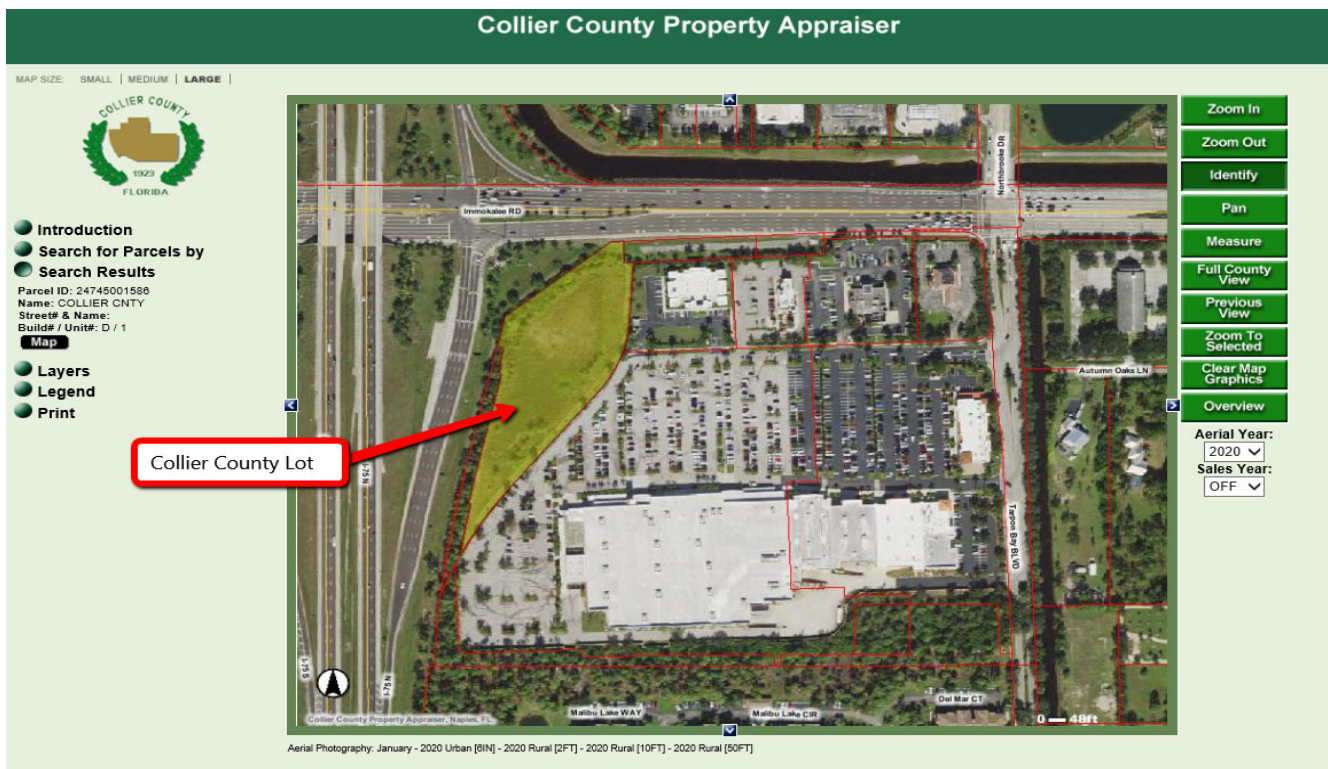 Collier County Property Appraiser
MAP SIZE: SMALL | MEDIUM | LARGE |
COLLIER COUNTY
1923
FLORIDA
Introduction
Search for Parcels by
Search Results
Parcel ID: 24745001586
Name: COLLIER CNTY
Street# & Name:
Build# / Unit#: D / 1
Map
Layers
Legend
Print
Immokalee RD
Northbrooke DR
Autumn Oaks LN
Collier County Lot
I-75 N
Tarpon Bay BLVD
I-75 S
I-75 N
Malibu Lake WAY
Malibu Lake CIR
Del Mar CT
Collier County Property Appraiser, Naples, FL
0 48ft
Zoom In
Zoom Out
Identify
Pan
Measure
Full County
View
Previous
View
Zoom To
Selected
Clear Map
Graphics
Overview
Aerial Year:
2020
Sales Year:
OFF
Aerial Photography: January - 2020 Urban [6IN] - 2020 Rural [2FT] - 2020 Rural [10FT] - 2020 Rural [50FT]